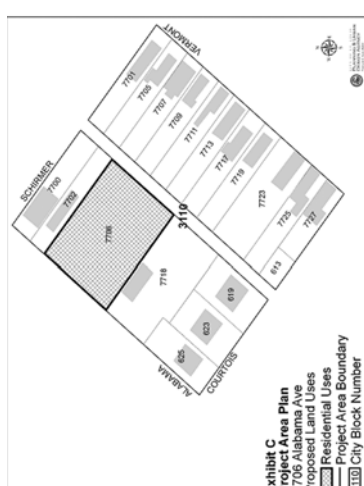 xhibit C
roject Area Plan
706 Alabama Ave
roposed Land Uses
Residential Uses
Project Area Boundary
City Block Number
SCHIRMER
VERMONT
ALABAMA
COURTOIS
3110
7700
7702
7706
7718
619
623
625
7701
7705
7707
7709
7711
7713
7717
7719
7723
7725
7727
613